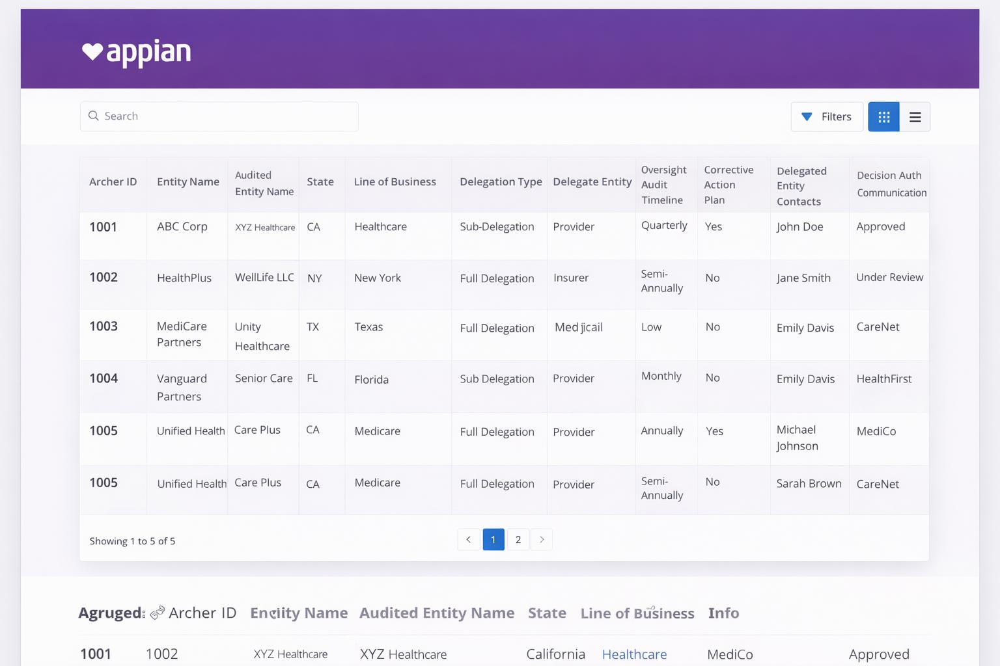 appian
Search
Filters
Archer ID Entity Name Audited Entity Name State Line of Business Delegation Type Delegate Entity Oversight Audit Timeline Corrective Action Plan Delegated Entity Contacts Decision Auth Communication
1001 ABC Corp XYZ Healthcare CA Healthcare Sub-Delegation Provider Quarterly Yes John Doe Approved
1002 HealthPlus WellLife LLC NY New York Full Delegation Insurer Semi-Annually No Jane Smith Under Review
1003 MediCare Partners Unity Healthcare TX Texas Full Delegation Med jicail Low No Emily Davis CareNet
1004 Vanguard Partners Senior Care FL Florida Sub Delegation Provider Monthly No Emily Davis HealthFirst
1005 Unified Health Care Plus CA Medicare Full Delegation Provider Annually Yes Michael Johnson MediCo
1005 Unified Health Care Plus CA Medicare Full Delegation Provider Semi-Annually No Sarah Brown CareNet
Showing 1 to 5 of 5
1 2
Agruged: Archer ID Audited Entity Name State Line of Business Info
1001 1002 XYZ Healthcare XYZ Healthcare California Healthcare MediCo Approved